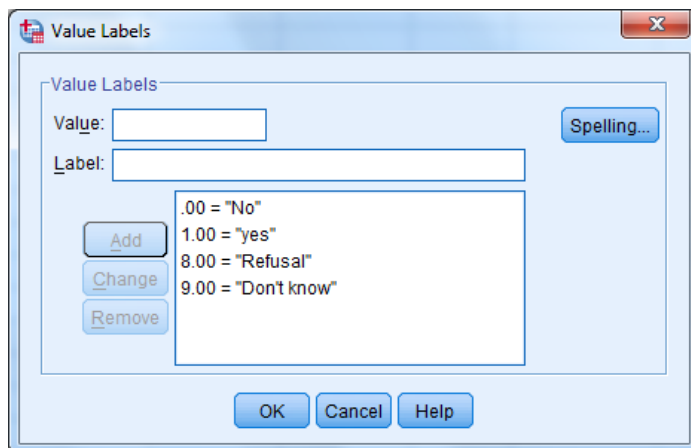 Value Labels
Value Labels
Value:
Spelling...
Label:
.00 = "No"
1.00 = "yes"
8.00 = "Refusal"
9.00 = "Don't know"
Add
Change
Remove
OK Cancel Help